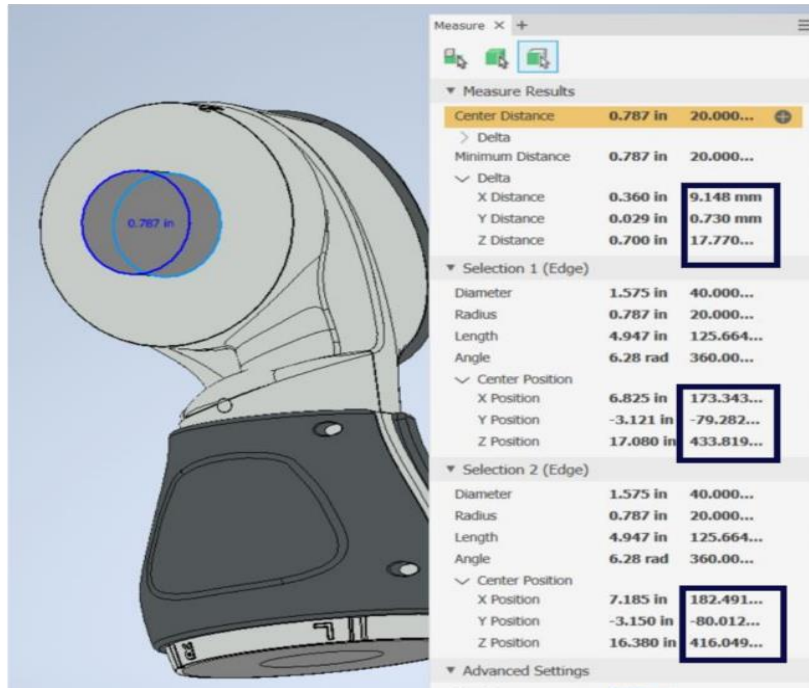 Measure × +
Measure Results
Center Distance 0.787 in 20.000...
Delta
Minimum Distance 0.787 in 20.000...
Delta
X Distance 0.360 in 9.148 mm
Y Distance 0.029 in 0.730 mm
Z Distance 0.700 in 17.770...
Selection 1 (Edge)
Diameter 1.575 in 40.000...
Radius 0.787 in 20.000...
Length 4.947 in 125.664...
Angle 6.28 rad 360.00...
Center Position
X Position 6.825 in 173.343...
Y Position -3.121 in -79.282...
Z Position 17.080 in 433.819...
Selection 2 (Edge)
Diameter 1.575 in 40.000...
Radius 0.787 in 20.000...
Length 4.947 in 125.664...
Angle 6.28 rad 360.00...
Center Position
X Position 7.185 in 182.491...
Y Position -3.150 in -80.012...
Z Position 16.380 in 416.049...
Advanced Settings
0.787 in